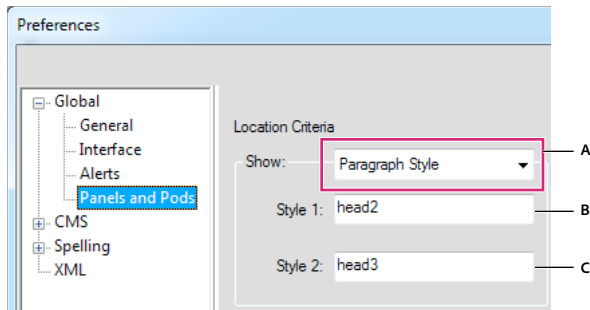 Preferences
Global
General
Interface
Alerts
Panels and Pods
CMS
Spelling
XML
Location Criteria
Show: Paragraph Style
Style 1: head2
Style 2: head3
A
B
C